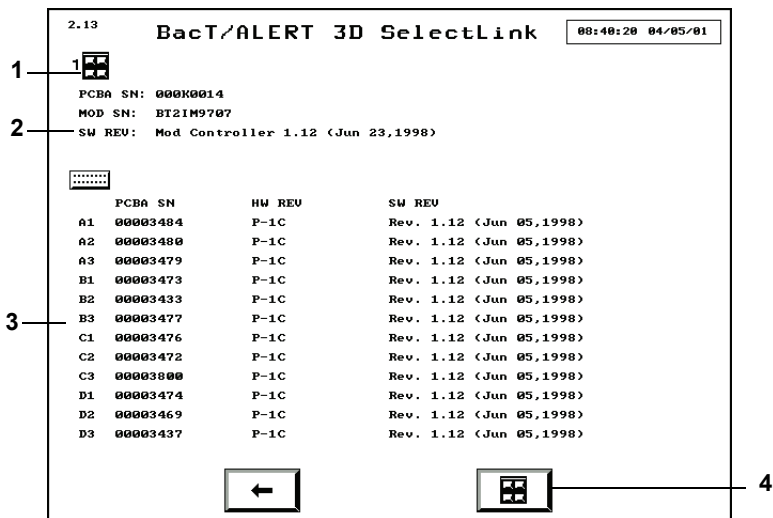 2.13 BacT/ALERT 3D SelectLink 08:40:20 04/05/01
1
1
PCBA SN: 000K0014
MOD SN: BT2IM9707
2
SW REV: Mod Controller 1.12 (Jun 23,1998)
PCBA SN HW REV SW REV
A1 00003484 P-1C Rev. 1.12 (Jun 05,1998)
A2 00003480 P-1C Rev. 1.12 (Jun 05,1998)
A3 00003479 P-1C Rev. 1.12 (Jun 05,1998)
B1 00003473 P-1C Rev. 1.12 (Jun 05,1998)
B2 00003433 P-1C Rev. 1.12 (Jun 05,1998)
B3 00003477 P-1C Rev. 1.12 (Jun 05,1998)
3
C1 00003476 P-1C Rev. 1.12 (Jun 05,1998)
C2 00003472 P-1C Rev. 1.12 (Jun 05,1998)
C3 00003800 P-1C Rev. 1.12 (Jun 05,1998)
D1 00003474 P-1C Rev. 1.12 (Jun 05,1998)
D2 00003469 P-1C Rev. 1.12 (Jun 05,1998)
D3 00003437 P-1C Rev. 1.12 (Jun 05,1998)
4